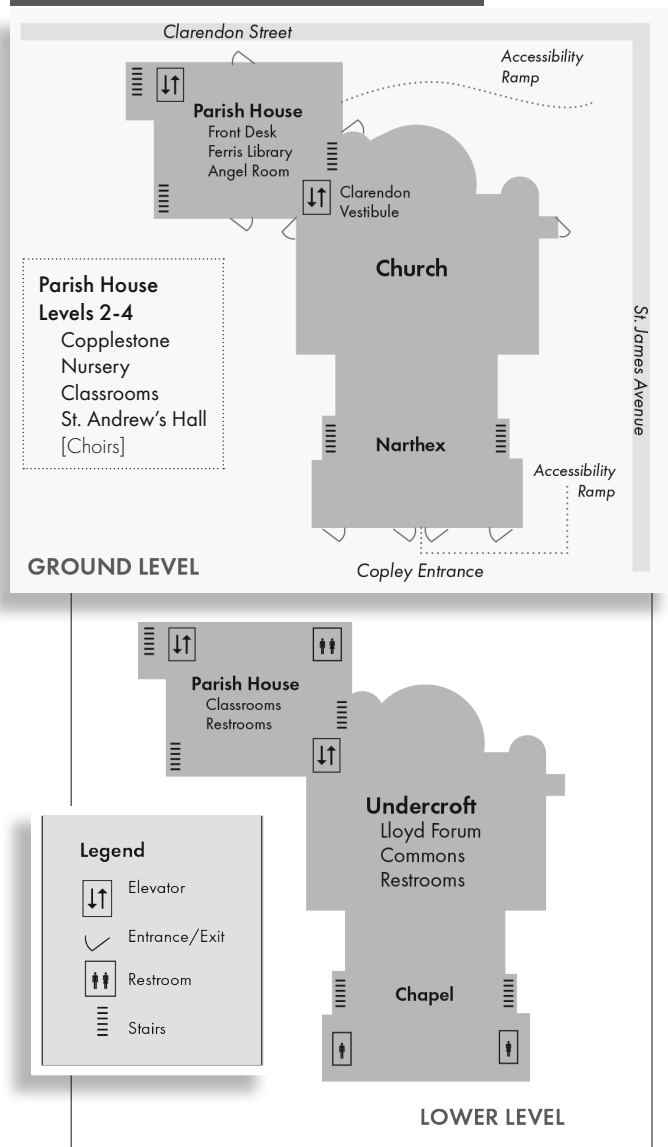 Clarendon Street
Accessibility
Ramp
Parish House
Front Desk
Ferris Library
Angel Room
Clarendon
Vestibule
Church
Parish House
Levels 2-4
Copplestone
Nursery
Classrooms
St. Andrew's Hall
[Choirs]
St. James Avenue
Narthex
Accessibility
Ramp
Copley Entrance
GROUND LEVEL
Parish House
Classrooms
Restrooms
Undercroft
Lloyd Forum
Commons
Restrooms
Legend
Elevator
Entrance/Exit
Restroom
Stairs
Chapel
LOWER LEVEL